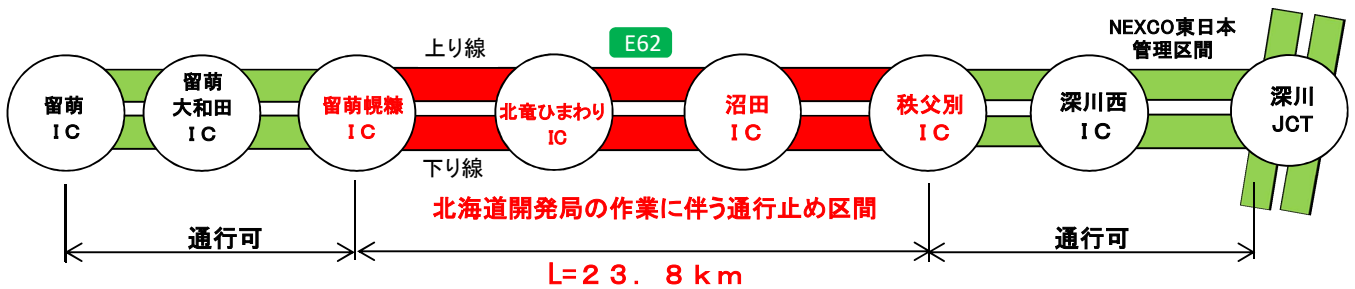 NEXCO東日本
管理区間
上り線
E62
留萌
IC
留萌
大和田
IC
留萌幌糠
IC
北竜ひまわり
IC
沼田
IC
秩父別
IC
深川西
IC
深川
JCT
下り線
北海道開発局の作業に伴う通行止め区間
通行可
通行可
L=23.8km